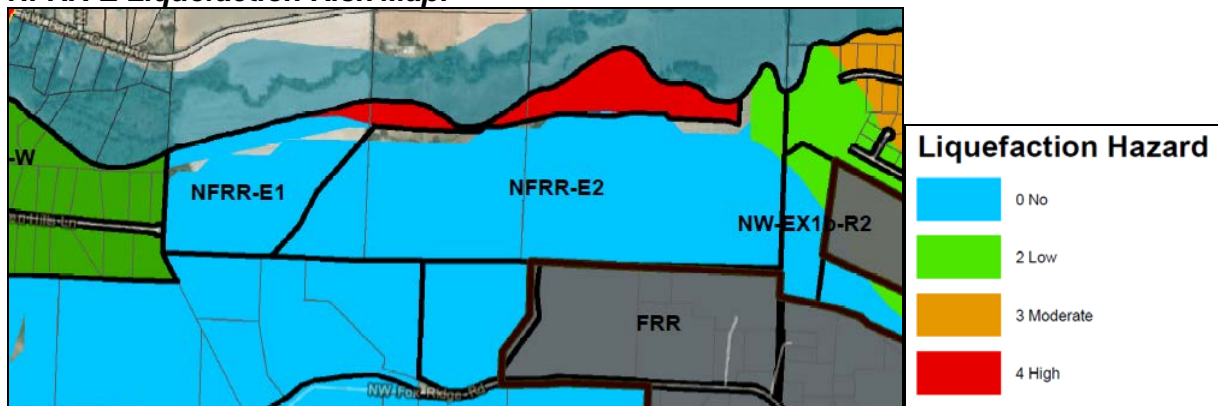 -W
NFRR-E1
NFRR-E2
NW-EX1b-R2
FRR
NW-Fox-Ridge-Rd
Liquefaction Hazard
0 No
2 Low
3 Moderate
4 High